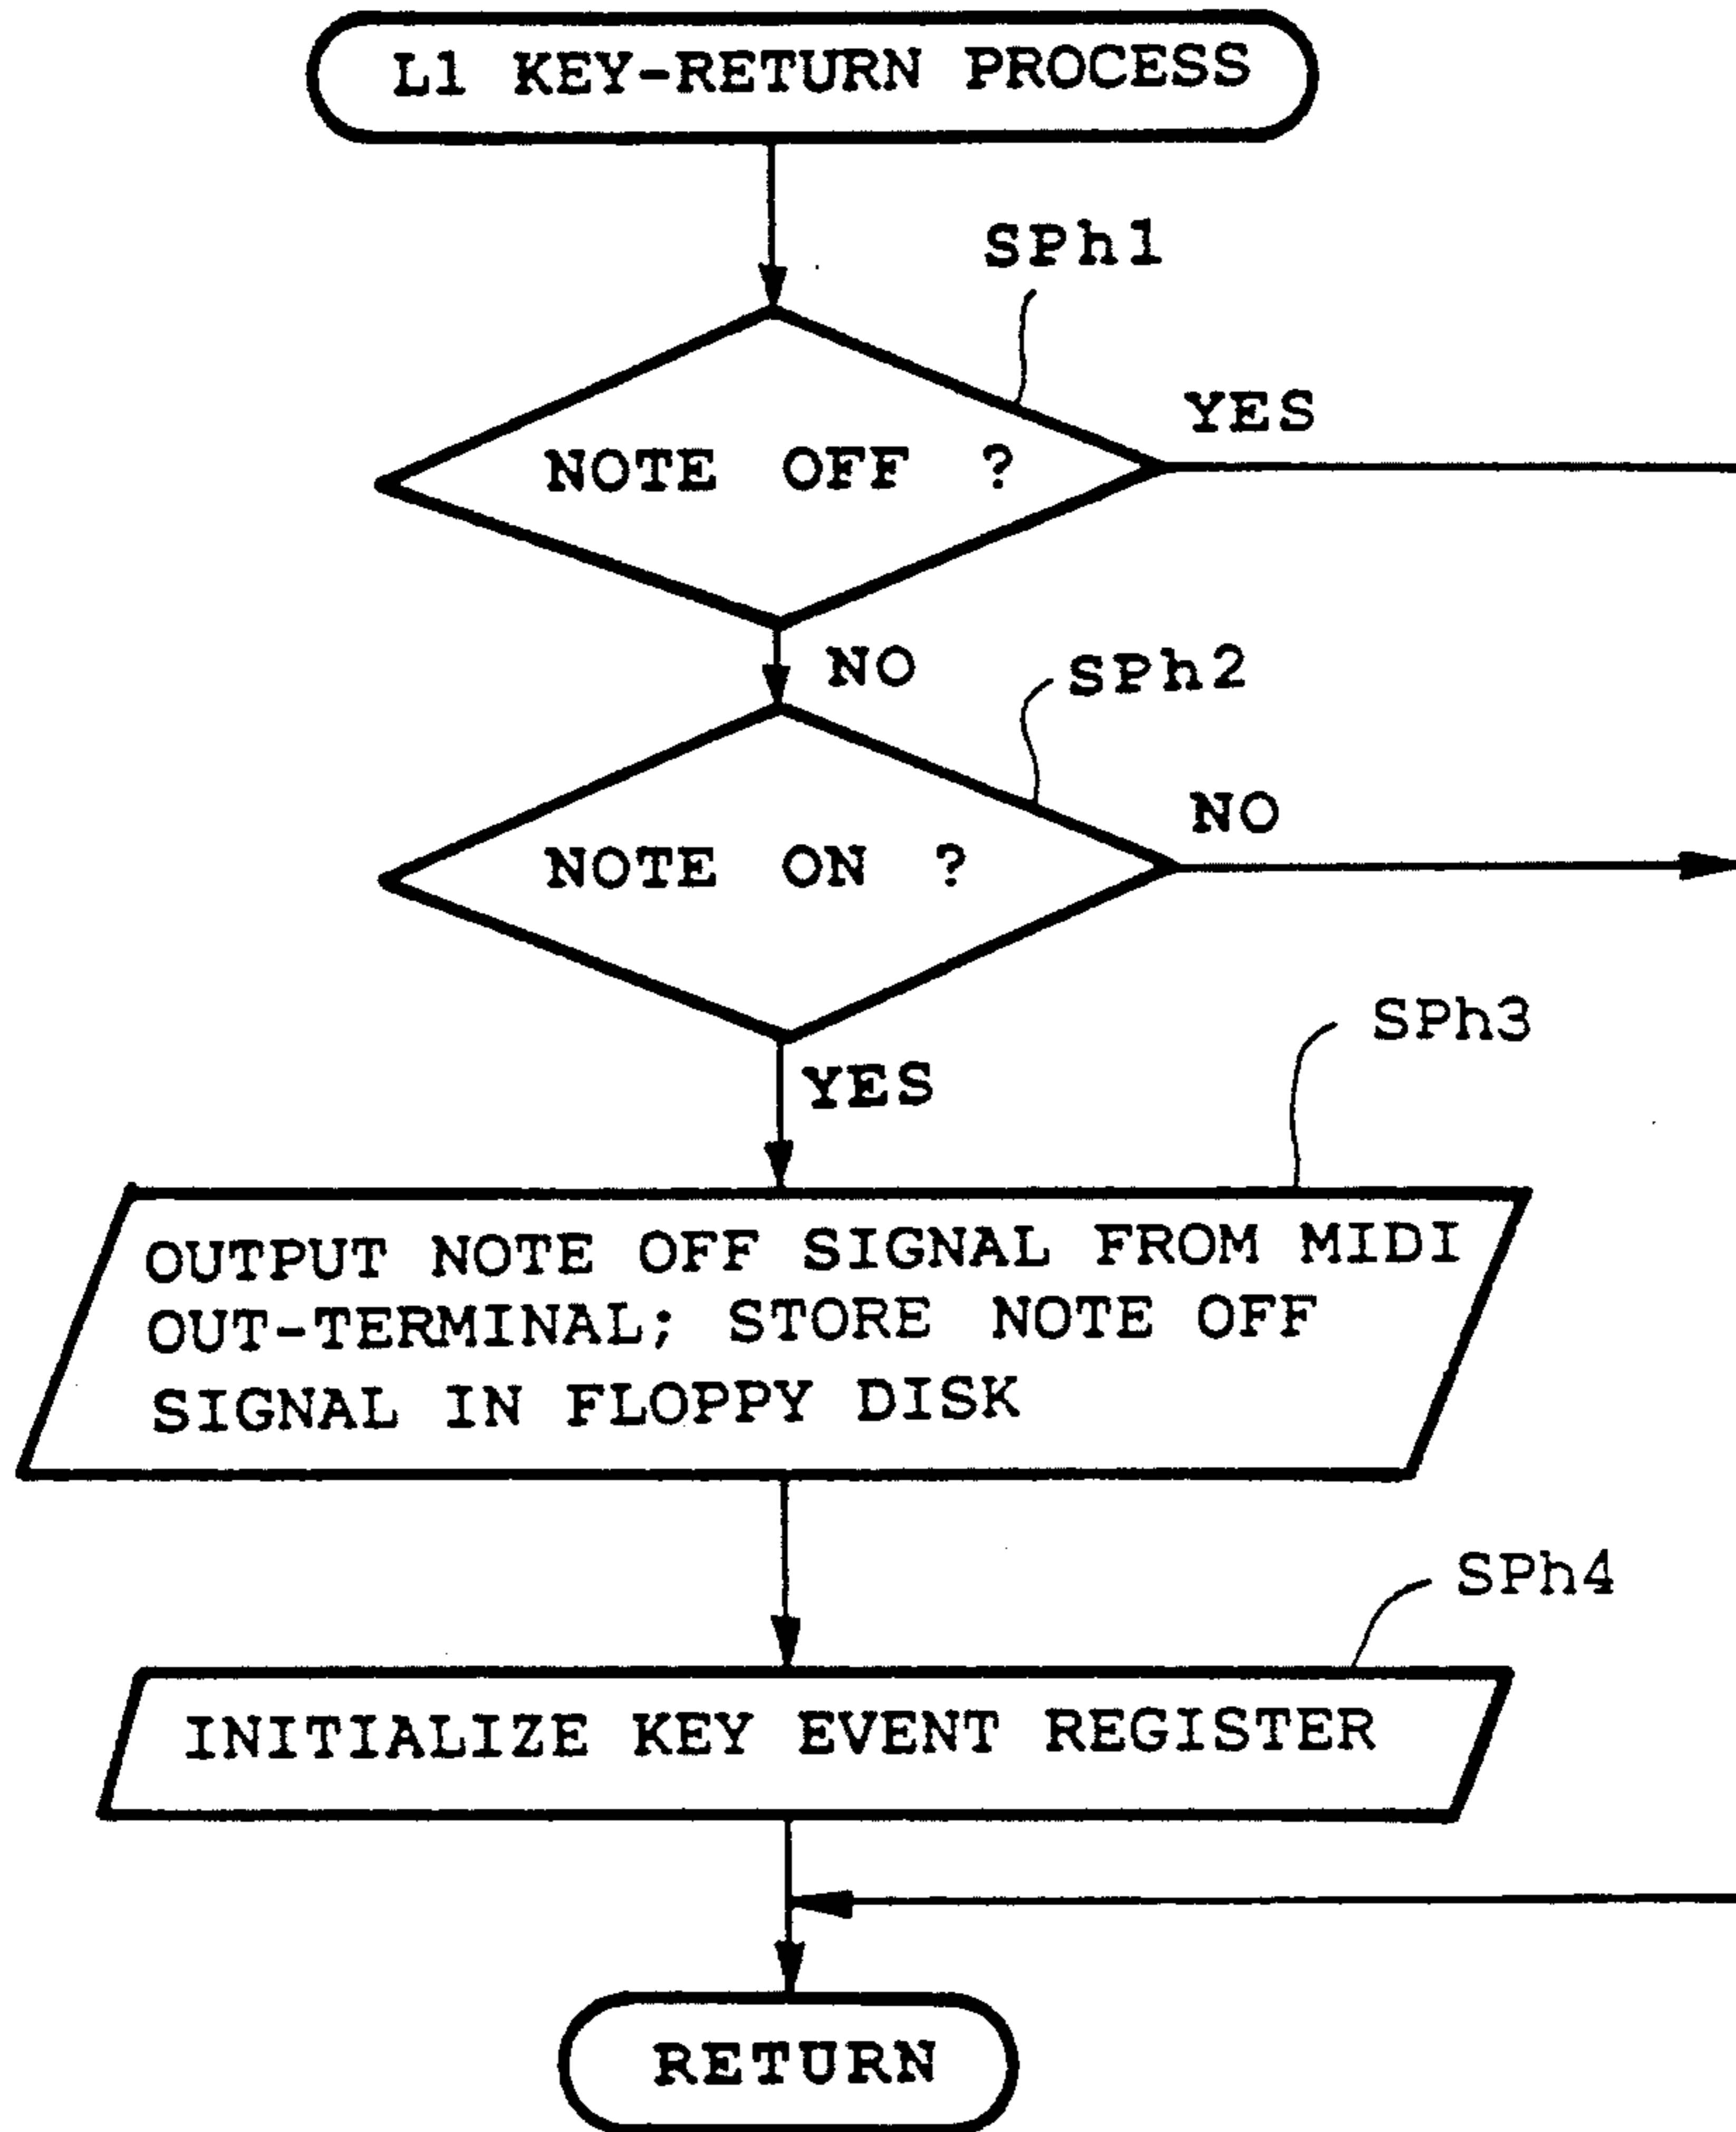 L1 KEY-RETURN PROCESS
SPh1
YES
NOTE OFF ?
NO
SPh2
NO
NOTE ON ?
SPh3
YES
OUTPUT NOTE OFF SIGNAL FROM MIDI
OUT-TERMINAL; STORE NOTE OFF
SIGNAL IN FLOPPY DISK
SPh4
INITIALIZE KEY EVENT REGISTER
RETURN